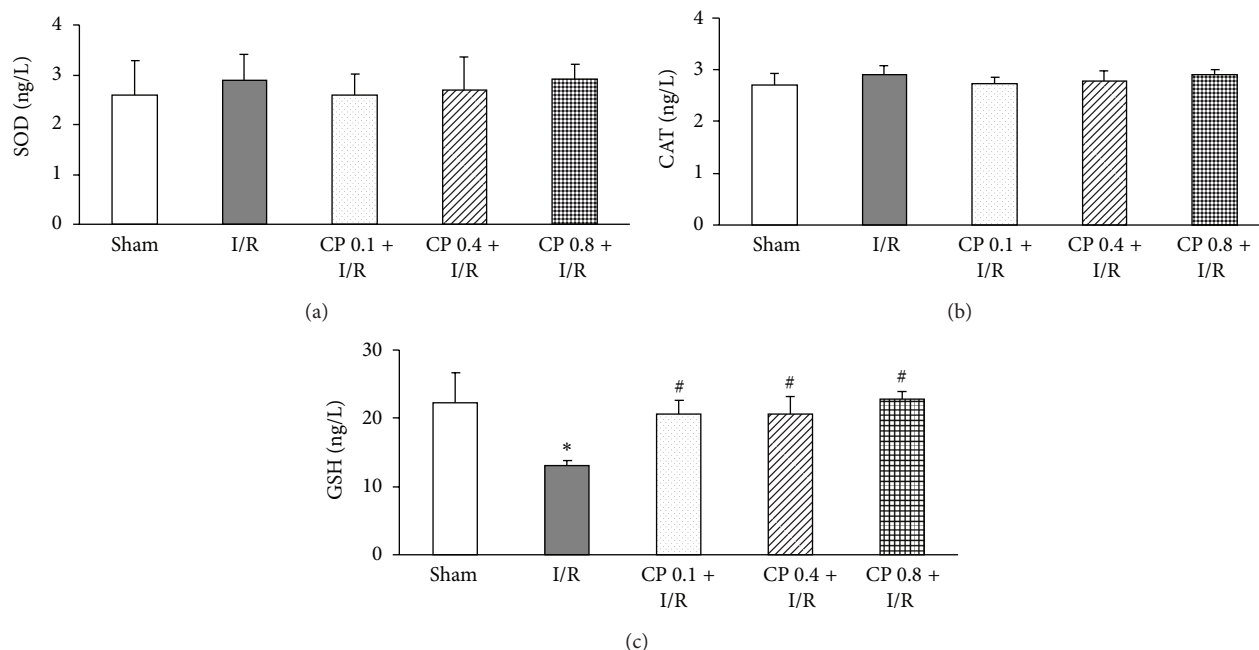 SOD (ng/L)
4
3
2
1
0
Sham
I/R
CP 0.1 +
I/R
CP 0.4 +
I/R
CP 0.8 +
I/R
(a)
CAT (ng/L)
4
3
2
1
0
Sham
I/R
CP 0.1 +
I/R
CP 0.4 +
I/R
CP 0.8 +
I/R
(b)
GSH (ng/L)
30
20
10
0
*
#
#
#
Sham
I/R
CP 0.1 +
I/R
CP 0.4 +
I/R
CP 0.8 +
I/R
(c)